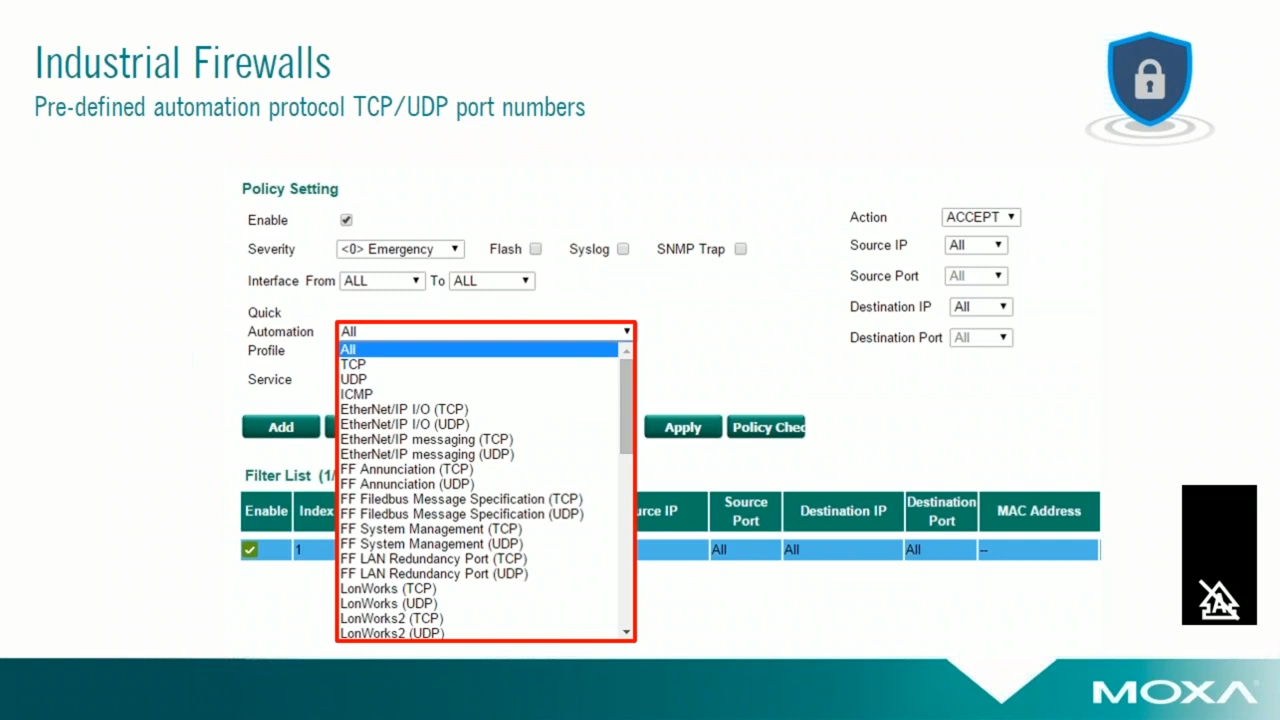 Industrial Firewalls
Pre-defined automation protocol TCP/UDP port numbers
Policy Setting
Enable
Severity <0> Emergency Flash Syslog SNMP Trap
Interface From ALL To ALL
Quick
Automation All
Profile
Service
Action ACCEPT
Source IP All
Source Port All
Destination IP All
Destination Port All
All
TCP
UDP
ICMP
EtherNet/IP I/O (TCP)
EtherNet/IP I/O (UDP)
EtherNet/IP messaging (TCP)
EtherNet/IP messaging (UDP)
FF Annunciation (TCP)
FF Annunciation (UDP)
FF Filedbus Message Specification (TCP)
FF Filedbus Message Specification (UDP)
FF System Management (TCP)
FF System Management (UDP)
FF LAN Redundancy Port (TCP)
FF LAN Redundancy Port (UDP)
LonWorks (TCP)
LonWorks (UDP)
LonWorks2 (TCP)
LonWorks2 (UDP)
Add Apply Policy Chec
Filter List (1/
Enable Index urce IP Source Port Destination IP Destination Port MAC Address
1 All All All --
MOXA